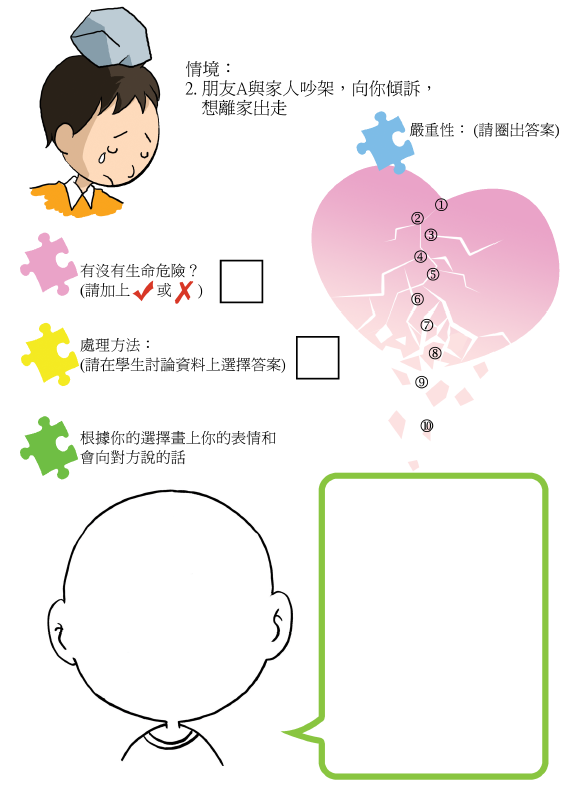 情境：
2. 朋友A與家人吵架，向你傾訴，
想離家出走
嚴重性： (請圈出答案)
①
②
③
④
⑤
⑥
⑦
⑧
⑨
⑩
有沒有生命危險？
(請加上 ✓ 或 ✗ )
處理方法：
(請在學生討論資料上選擇答案)
根據你的選擇畫上你的表情和
會向對方說的話